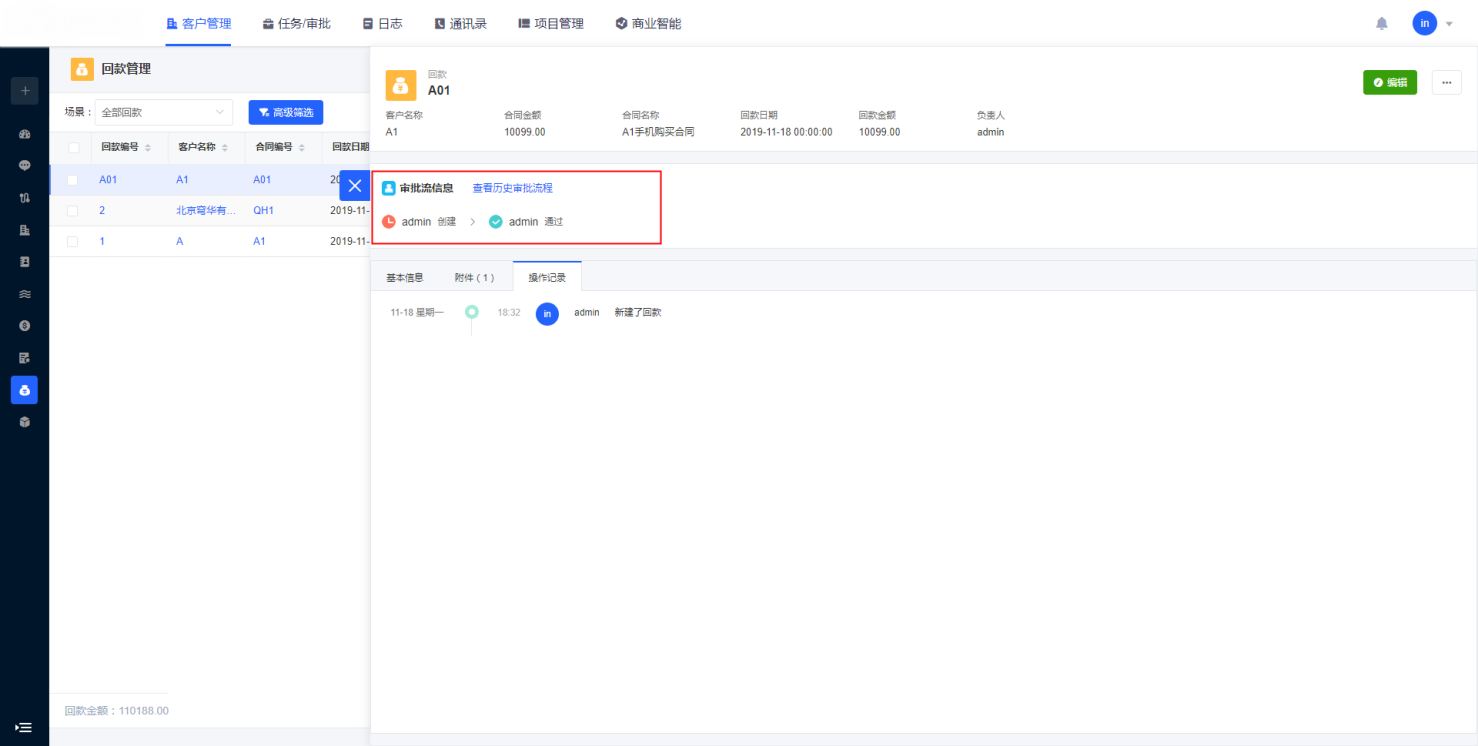 客户管理 任务/审批 日志 通讯录 项目管理 商业智能 in
回款管理
场景： 全部回款 高级筛选
回款编号 客户名称 合同编号 回款日期
A01 A1 A01 20
2 北京穹华有... QH1 2019-11-
1 A A1 2019-11-
回款金额：110188.00
回款
A01
编辑 ...
客户名称 合同金额 合同名称 回款日期 回款金额 负责人
A1 10099.00 A1手机购买合同 2019-11-18 00:00:00 10099.00 admin
审批流信息 查看历史审批流程
admin 创建 > admin 通过
基本信息 附件（1） 操作记录
11-18 星期一 18:32 in admin 新建了回款